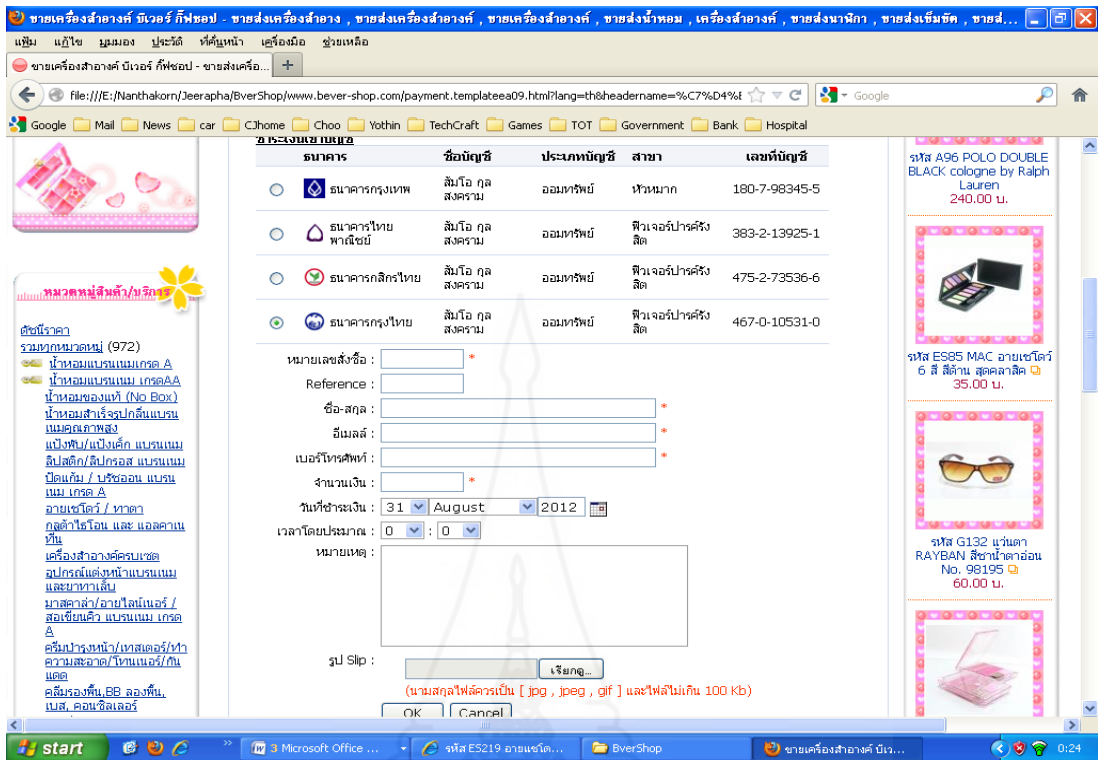 ขายเครื่องสำอางค์ บีเวอร์ กิ๊ฟชอป - ขายส่งเครื่องสำอาง , ขายส่งเครื่องสำอางค์ , ขายเครื่องสำอางค์ , ขายส่งน้ำหอม , เครื่องสำอางค์ , ขายส่งนาฬิกา , ขายส่งเข็มขัด , ขายส่...
แฟ้ม แก้ไข มุมมอง ประวัติ ที่คั่นหน้า เครื่องมือ ช่วยเหลือ
ขายเครื่องสำอางค์ บีเวอร์ กิ๊ฟชอป - ขายส่งเครือ...
file:///E:/Nanthakorn/Jeerapha/BverShop/www.bever-shop.com/payment.templateea09.html?lang=th&headername=%C7%D4%E
Google
Google Mail News car CJhome Choo Yothin TechCraft Games TOT Government Bank Hospital
ชำระเงินเข้าบัญชี
ธนาคาร ชื่อบัญชี ประเภทบัญชี สาขา เลขที่บัญชี
ธนาคารกรุงเทพ ส้มโอ กุล
สงคราม ออมทรัพย์ หัวหมาก 180-7-98345-5
ธนาคารไทย
พาณิชย์ ส้มโอ กุล
สงคราม ออมทรัพย์ ฟิวเจอร์ปารค์รัง
สิต 383-2-13925-1
ธนาคารกสิกรไทย ส้มโอ กุล
สงคราม ออมทรัพย์ ฟิวเจอร์ปารค์รัง
สิต 475-2-73536-6
ธนาคารกรุงไทย ส้มโอ กุล
สงคราม ออมทรัพย์ ฟิวเจอร์ปารค์รัง
สิต 467-0-10531-0
หมายเลขสั่งซื้อ : *
Reference :
ชื่อ-สกุล : *
อีเมลล์ : *
เบอร์โทรศัพท์ : *
จำนวนเงิน : *
วันที่ชำระเงิน : 31 August 2012
เวลาโดยประมาณ : 0 : 0
หมายเหตุ :
รูป Slip : เรียกดู...
(นามสกุลไฟล์ควรเป็น [ jpg , jpeg , gif ] และไฟล์ไม่เกิน 100 Kb)
OK Cancel
หมวดหมู่สินค้า/บริการ
ดัชนีราคา
รวมทุกหมวดหมู่ (972)
น้ำหอมแบรนเนมเกรด A
น้ำหอมแบรนเนม เกรดAA
น้ำหอมของแท้ (No Box)
น้ำหอมสำเร็จรูปกลิ่นแบรน
เนมคุณภาพสูง
แป้งพับ/แป้งเค้ก แบรนเนม
ลิปสติก/ลิปกรอส แบรนเนม
ปัดแก้ม / บรัชออน แบรน
เนม เกรด A
อายเชโดว์ / ทาตา
กลูต้าไธโอน และ แอลคาเน
ทีน
เครื่องสำอางค์ครบเซต
อุปกรณ์แต่งหน้าแบรนเนม
และยาทาเล็บ
มาสคาล่า/อายไลน์เนอร์ /
สอเขียนคิว แบรนเนม เกรด
A
ครีมบำรุงหน้า/เทสเตอร์/ทำ
ความสะอาด/โทนเนอร์/กัน
แดด
คลีมรองพื้น,BB ลองพื้น,
เบส, คอนซิลเลอร์
รหัส A96 POLO DOUBLE
BLACK cologne by Ralph
Lauren
240.00 บ.
รหัส ES85 MAC อายเชโดว์
6 สี สีด้าน สุดคลาสิค
35.00 บ.
รหัส G132 แว่นตา
RAYBAN สีชาน้ำตาอ่อน
No. 98195
60.00 บ.
start 3 Microsoft Office ... รหัส ES219 อายแชโด... BverShop ขายเครื่องสำอางค์ บีเว... 0:24